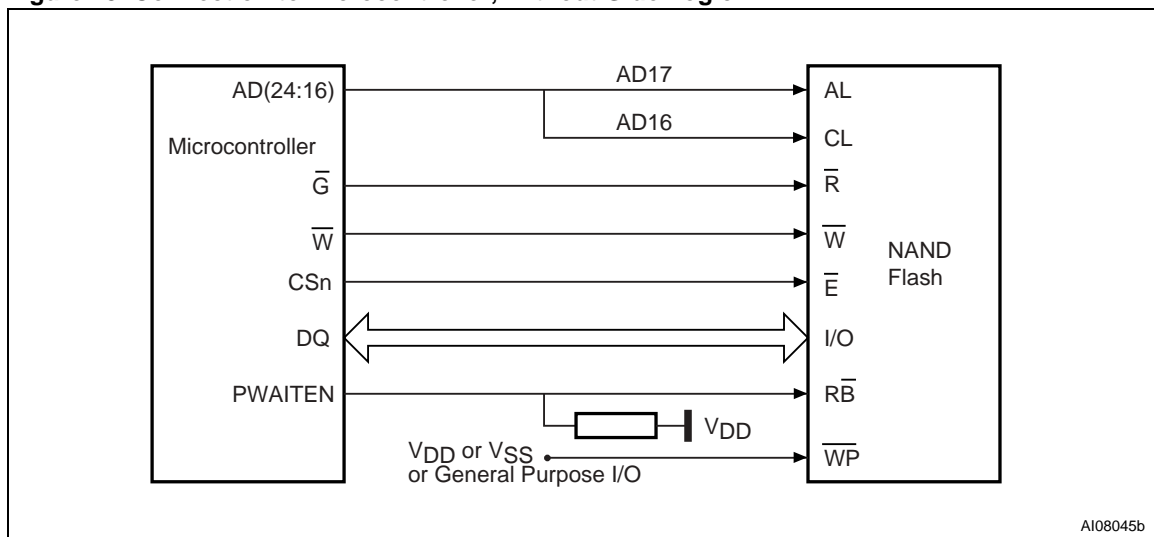 AD(24:16)
AD17
AL
AD16
CL
Microcontroller
G̅
R̅
W̅
W̅
NAND
Flash
CSn
E̅
DQ
I/O
PWAITEN
RB̅
VDD
VDD or VSS
or General Purpose I/O
W̅P̅
AI08045b